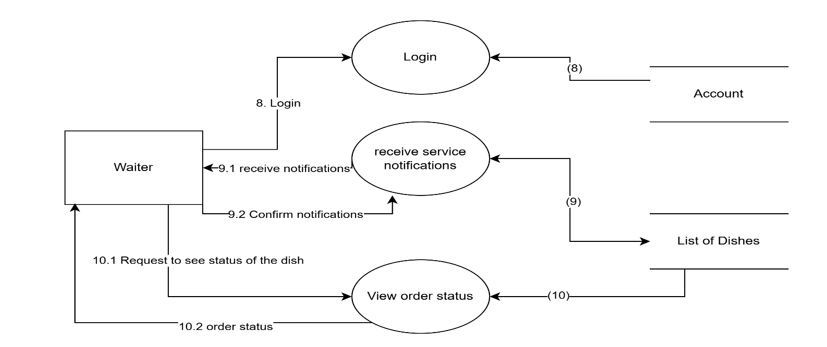 Login
(8)
Account
8. Login
receive service
notifications
Waiter
9.1 receive notifications
(9)
9.2 Confirm notifications
List of Dishes
10.1 Request to see status of the dish
View order status
(10)
10.2 order status